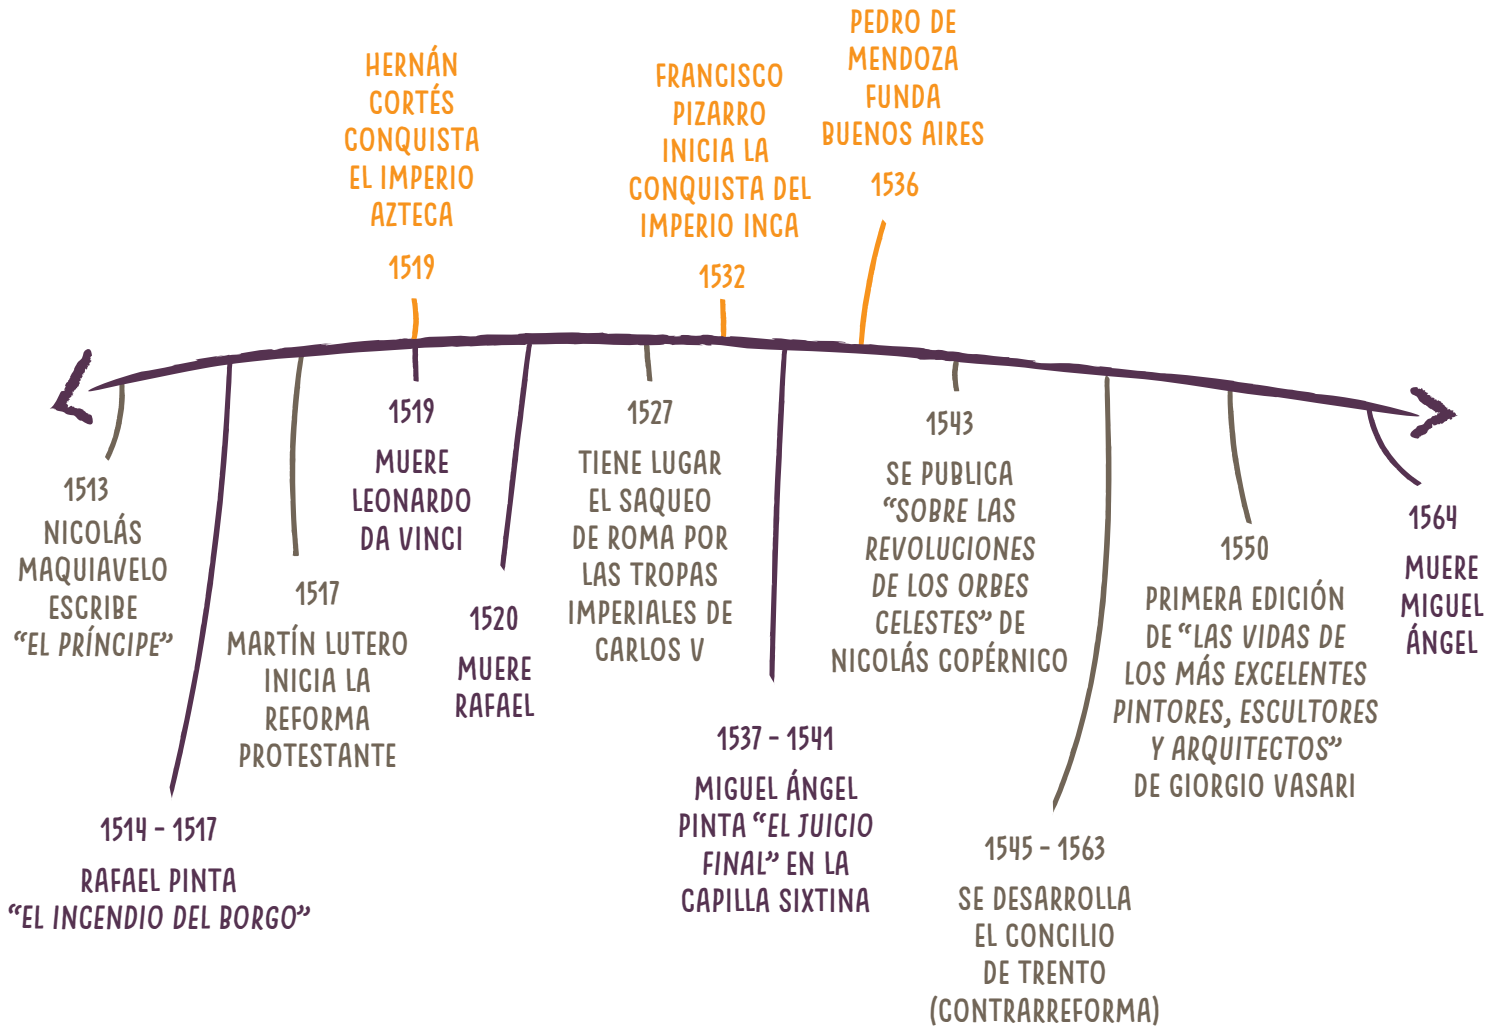 HERNÁN
CORTÉS
CONQUISTA
EL IMPERIO
AZTECA
1519
FRANCISCO
PIZARRO
INICIA LA
CONQUISTA DEL
IMPERIO INCA
1532
PEDRO DE
MENDOZA
FUNDA
BUENOS AIRES
1536
1513
NICOLÁS
MAQUIAVELO
ESCRIBE
“EL PRÍNCIPE”
1514 - 1517
RAFAEL PINTA
“EL INCENDIO DEL BORGO”
1517
MARTÍN LUTERO
INICIA LA
REFORMA
PROTESTANTE
1519
MUERE
LEONARDO
DA VINCI
1520
MUERE
RAFAEL
1527
TIENE LUGAR
EL SAQUEO
DE ROMA POR
LAS TROPAS
IMPERIALES DE
CARLOS V
1537 - 1541
MIGUEL ÁNGEL
PINTA “EL JUICIO
FINAL” EN LA
CAPILLA SIXTINA
1543
SE PUBLICA
“SOBRE LAS
REVOLUCIONES
DE LOS ORBES
CELESTES” DE
NICOLÁS COPÉRNICO
1545 - 1563
SE DESARROLLA
EL CONCILIO
DE TRENTO
(CONTRARREFORMA)
1550
PRIMERA EDICIÓN
DE “LAS VIDAS DE
LOS MÁS EXCELENTES
PINTORES, ESCULTORES
Y ARQUITECTOS”
DE GIORGIO VASARI
1564
MUERE
MIGUEL
ÁNGEL